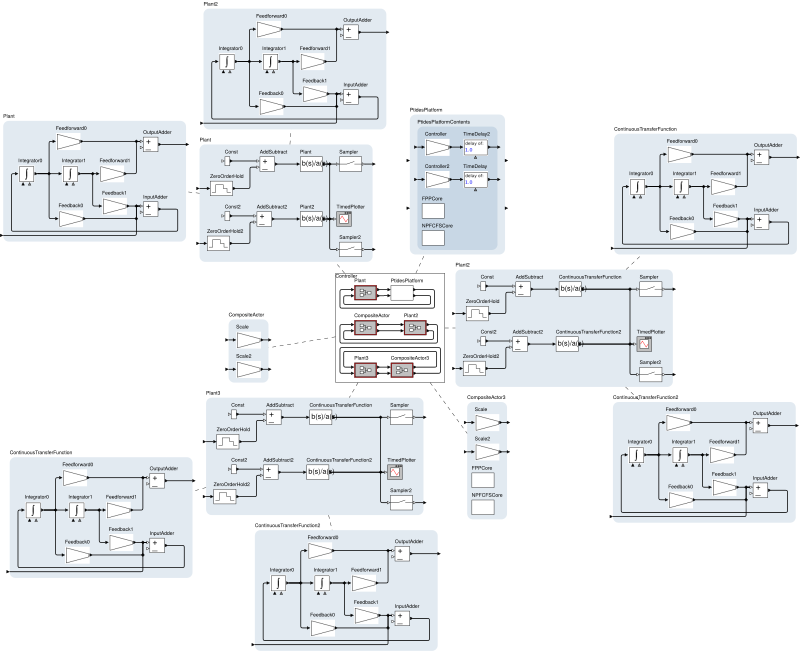 Plant2
Feedforward0
OutputAdder
Integrator0
Integrator1
Feedforward1
Feedback1
InputAdder
Feedback0
Plant
Feedforward0
OutputAdder
Integrator0
Integrator1
Feedforward1
Feedback1
InputAdder
Feedback0
Plant
Const
AddSubtract
Plant
Sampler
b(s)/a(
ZeroOrderHold
Const2
AddSubtract2
Plant2
TimedPlotter
b(s)/a(
ZeroOrderHold2
Sampler2
PtidesPlatform
PtidesPlatformContents
Controller
TimeDelay2
delay of:
1.0
Controller2
TimeDelay
delay of:
1.0
FPPCore
NPFCFSCore
ContinuousTransferFunction
Feedforward0
OutputAdder
Integrator0
Integrator1
Feedforward1
Feedback1
InputAdder
Feedback0
Controller
Plant
PtidesPlatform
CompositeActor
Plant2
Plant3
CompositeActor3
CompositeActor
Scale
Scale2
Plant2
Const
AddSubtract
ContinuousTransferFunction
Sampler
b(s)/a(
ZeroOrderHold
Const2
AddSubtract2
ContinuousTransferFunction2
TimedPlotter
b(s)/a(
ZeroOrderHold2
Sampler2
Plant3
Const
AddSubtract
ContinuousTransferFunction
Sampler
b(s)/a(
ZeroOrderHold
Const2
AddSubtract2
ContinuousTransferFunction2
TimedPlotter
b(s)/a(
ZeroOrderHold2
Sampler2
CompositeActor3
Scale
Scale2
FPPCore
NPFCFSCore
ContinuousTransferFunction2
Feedforward0
OutputAdder
Integrator0
Integrator1
Feedforward1
Feedback1
InputAdder
Feedback0
ContinuousTransferFunction
Feedforward0
OutputAdder
Integrator0
Integrator1
Feedforward1
Feedback1
InputAdder
Feedback0
ContinuousTransferFunction2
Feedforward0
OutputAdder
Integrator0
Integrator1
Feedforward1
Feedback1
InputAdder
Feedback0